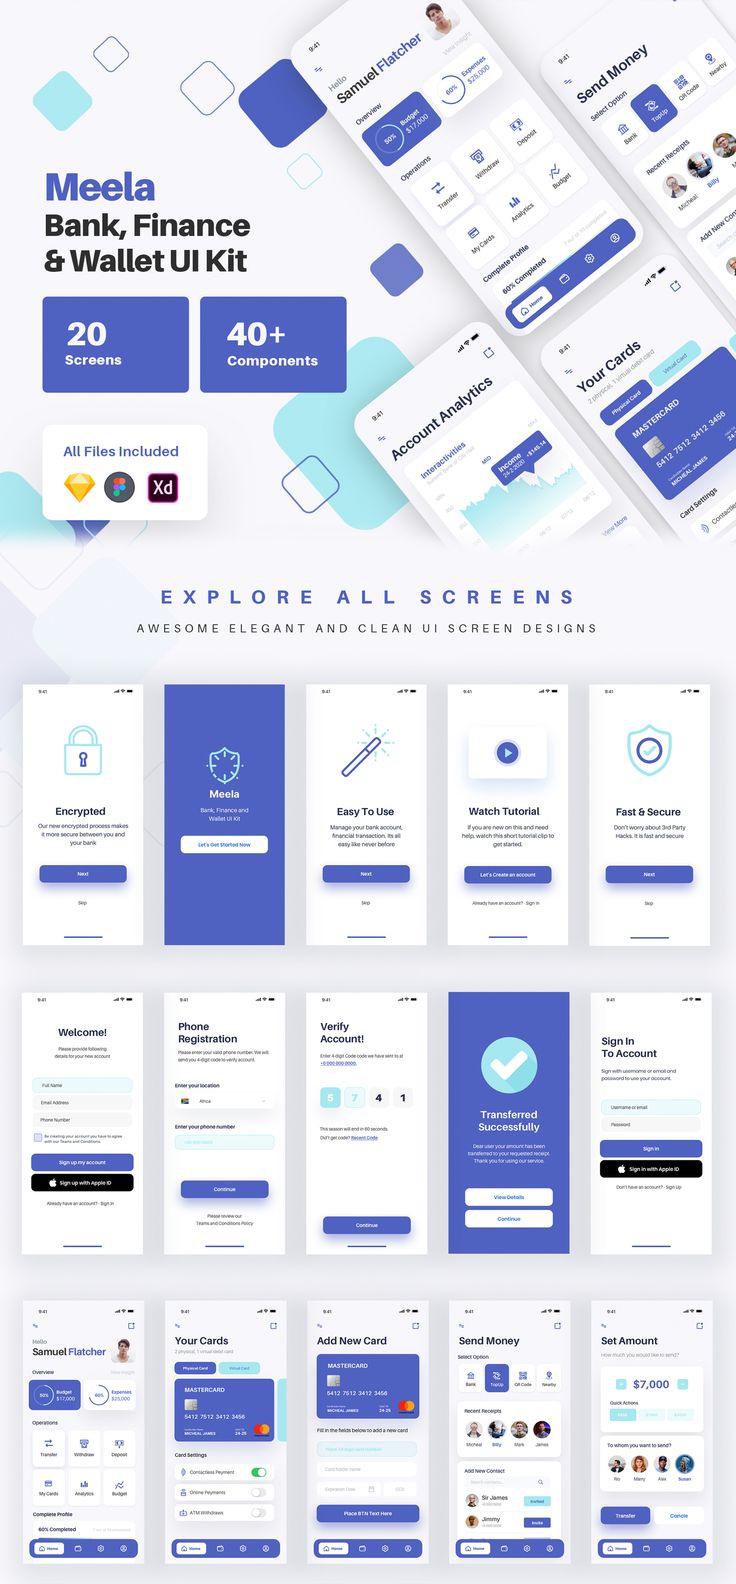 Meela
Bank, Finance
& Wallet UI Kit
20
Screens
40+
Components
All Files Included
Xd
9:41
Hello
Samuel Flatcher
View Insight
Overview
50%
Budget
$17,000
60%
Expenses
$25,000
Operations
Transfer
Withdraw
Deposit
My Cards
Analytics
Budget
Complete Profile
60% Completed
Home
9:41
Send Money
Select Option
Bank
TopUp
QR Code
Nearby
Recent Receipts
Micheal
Billy
9:41
Account Analytics
Interactivities
MID
Income
24-2-2020
+$145.14
View More
9:41
Your Cards
2 physical, 1 virtual debit card
Physical Card
Virtual Card
MASTERCARD
5412 7512 3412 3456
MICHEAL JAMES
Card Settings
EXPLORE ALL SCREENS
AWESOME ELEGANT AND CLEAN UI SCREEN DESIGNS
9:41
Encrypted
Our new encrypted process makes
it more secure between you and
your bank
Next
Skip
Meela
Bank, Finance and
Wallet UI Kit
Let's Get Started Now
9:41
Easy To Use
Manage your bank account,
financial transaction. Its all
easy like never before
Next
Skip
9:41
Watch Tutorial
If you are new on this and need
help, watch this short tutorial clip to
get started.
Let's Create an account
Already have an account? - Sign In
9:41
Fast & Secure
Don't worry about 3rd Party
Hacks. It is fast and secure
Next
Skip
9:41
Welcome!
Please provide following
details for your new account
Full Name
Email Address
Phone Number
Be creating your account you have to agree
with our Teams and Conditions.
Sign up my account
Sign up with Apple ID
Already have an account? - Sign In
9:41
Phone
Registration
Please enter your valid phone number. We will
send you 4-digit code to verify account.
Enter your location
Africa
Enter your phone number
Continue
Please review our
Teams and Conditions Policy
9:41
Verify
Account!
Enter 4-digit Code code we have sent to at
+0 000 000 0000.
5 7 4 1
This season will end in 60 seconds.
Didn't get code? Resent Code
Continue
Transferred
Successfully
Dear user your amount has been
transferred to your requested receipt.
Thank you for using our service.
View Details
Continue
9:41
Sign In
To Account
Sign with username or email and
password to use your account.
Username or email
Password
Sign in
Sign in with Apple ID
Don't have an account? - Sign Up
9:41
Hello
Samuel Flatcher
Overview
View Insight
50%
Budget
$17,000
60%
Expenses
$25,000
Operations
Transfer
Withdraw
Deposit
My Cards
Analytics
Budget
Complete Profile
60% Completed
Home
9:41
Your Cards
2 physical, 1 virtual debit card
Physical Card
Virtual Card
MASTERCARD
5412 7512 3412 3456
MICHEAL JAMES
24-25
Card Settings
Contactless Payment
Online Payments
ATM Withdraws
Home
9:41
Add New Card
MASTERCARD
5412 7512 3412 3456
MICHEAL JAMES
24-25
Fill in the fields below to add a new card
Card holder name
Expiration Date
Place BTN Text Here
Home
9:41
Send Money
Select Option
Bank
TopUp
QR Code
Nearby
Recent Receipts
Micheal
Billy
Mark
James
Add New Contact
Search contacts...
Sir James
Invited
Jimmy
Invite
Home
9:41
Set Amount
How much you would like to send?
$7,000
Quick Actions
To whom you want to send?
Rio
Marry
Alex
Susan
Transfer
Cancle
Home